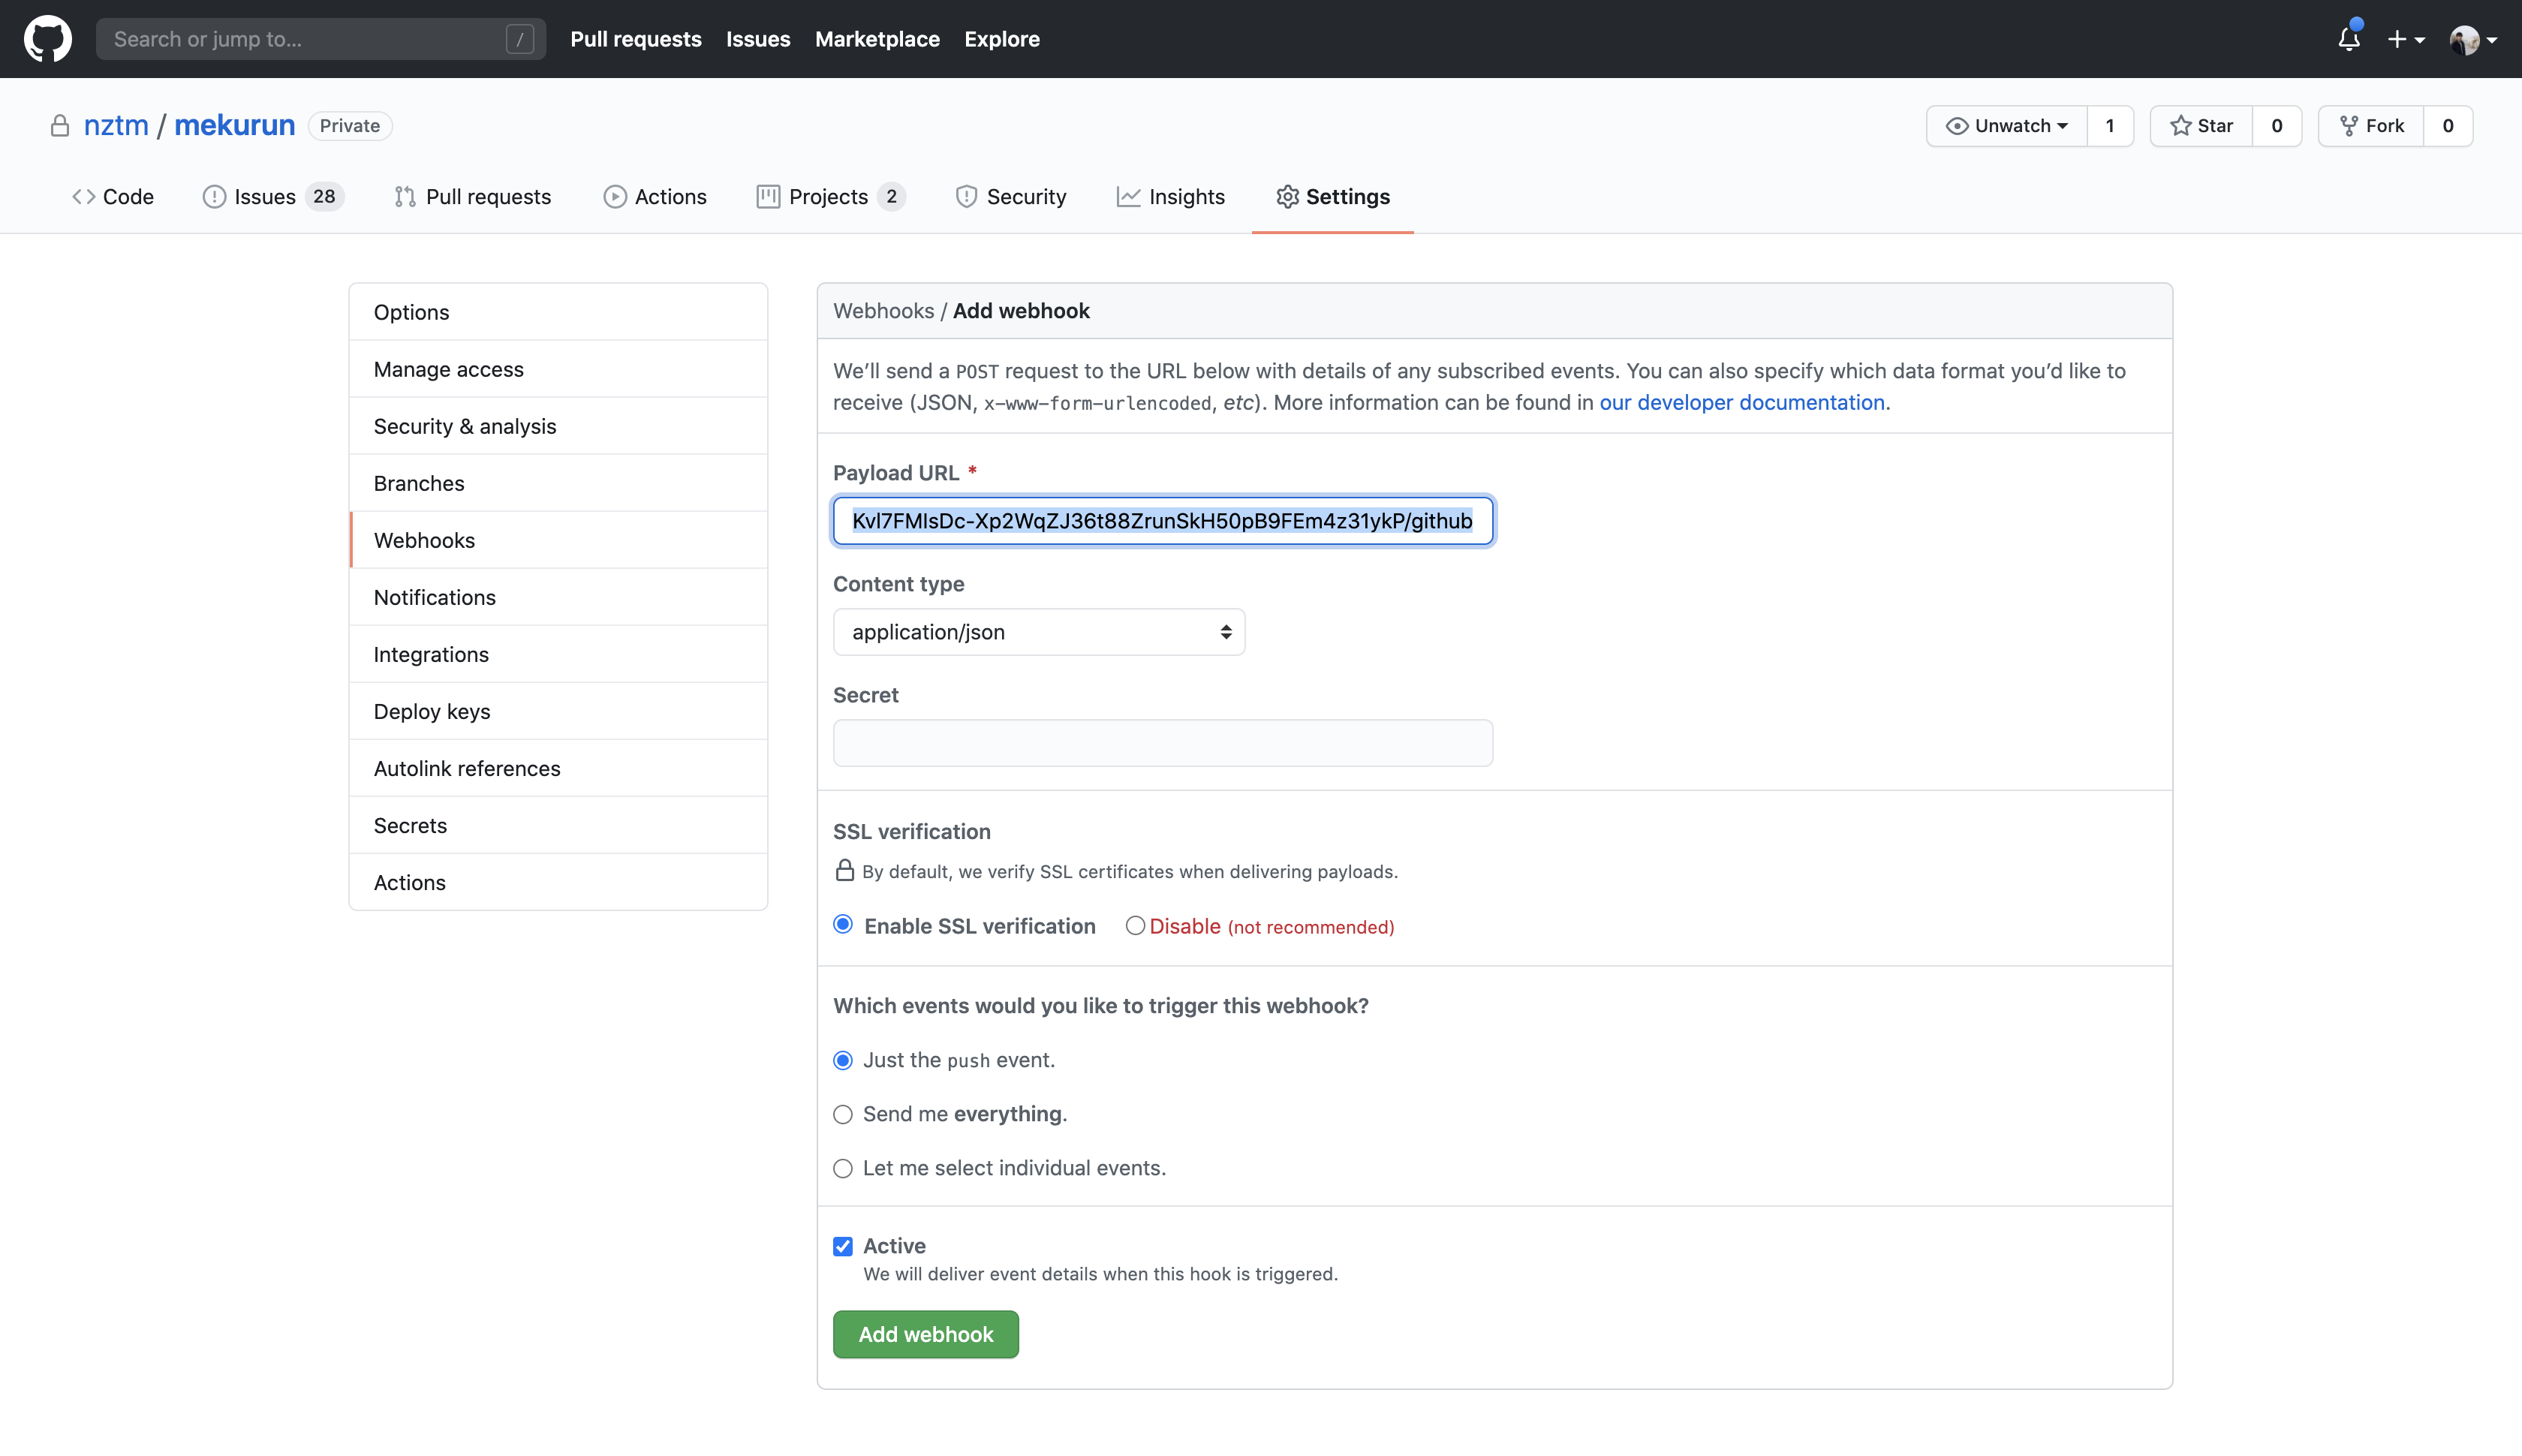 Search or jump to... /
Pull requests Issues Marketplace Explore
nztm / mekurun Private
Unwatch 1 Star 0 Fork 0
Code Issues 28 Pull requests Actions Projects 2 Security Insights Settings
Options
Manage access
Security & analysis
Branches
Webhooks
Notifications
Integrations
Deploy keys
Autolink references
Secrets
Actions
Webhooks / Add webhook
We’ll send a POST request to the URL below with details of any subscribed events. You can also specify which data format you’d like to
receive (JSON, x-www-form-urlencoded, etc). More information can be found in our developer documentation.
Payload URL *
Kvl7FMIsDc-Xp2WqZJ36t88ZrunSkH50pB9FEm4z31ykP/github
Content type
application/json
Secret
SSL verification
By default, we verify SSL certificates when delivering payloads.
Enable SSL verification Disable (not recommended)
Which events would you like to trigger this webhook?
Just the push event.
Send me everything.
Let me select individual events.
Active
We will deliver event details when this hook is triggered.
Add webhook